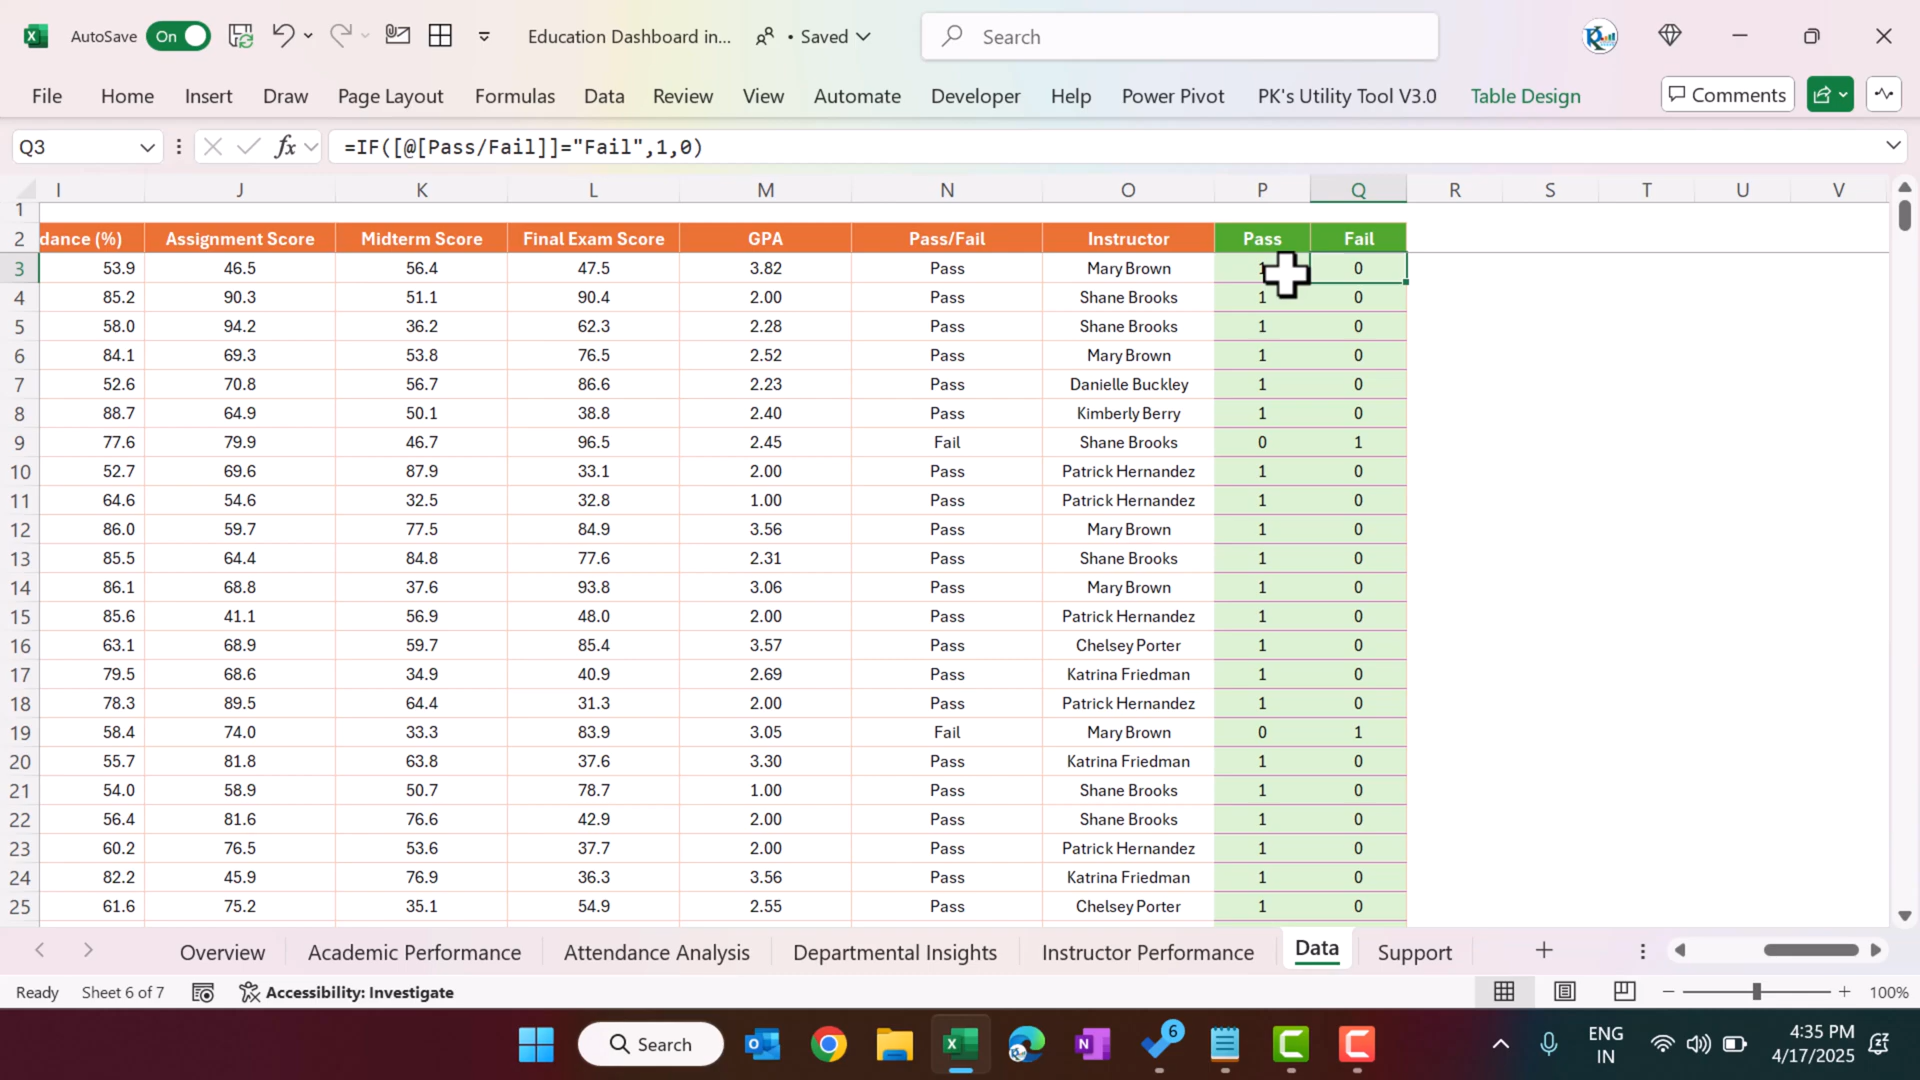 AutoSave On Education Dashboard in... • Saved Search
File Home Insert Draw Page Layout Formulas Data Review View Automate Developer Help Power Pivot PK's Utility Tool V3.0 Table Design Comments
Q3 fx =IF([@[Pass/Fail]]="Fail",1,0)
I J K L M N O P Q R S T U V
1
2 dance (%) Assignment Score Midterm Score Final Exam Score GPA Pass/Fail Instructor Pass Fail
3 53.9 46.5 56.4 47.5 3.82 Pass Mary Brown 1 0
4 85.2 90.3 51.1 90.4 2.00 Pass Shane Brooks 1 0
5 58.0 94.2 36.2 62.3 2.28 Pass Shane Brooks 1 0
6 84.1 69.3 53.8 76.5 2.52 Pass Mary Brown 1 0
7 52.6 70.8 56.7 86.6 2.23 Pass Danielle Buckley 1 0
8 88.7 64.9 50.1 38.8 2.40 Pass Kimberly Berry 1 0
9 77.6 79.9 46.7 96.5 2.45 Fail Shane Brooks 0 1
10 52.7 69.6 87.9 33.1 2.00 Pass Patrick Hernandez 1 0
11 64.6 54.6 32.5 32.8 1.00 Pass Patrick Hernandez 1 0
12 86.0 59.7 77.5 84.9 3.56 Pass Mary Brown 1 0
13 85.5 64.4 84.8 77.6 2.31 Pass Shane Brooks 1 0
14 86.1 68.8 37.6 93.8 3.06 Pass Mary Brown 1 0
15 85.6 41.1 56.9 48.0 2.00 Pass Patrick Hernandez 1 0
16 63.1 68.9 59.7 85.4 3.57 Pass Chelsey Porter 1 0
17 79.5 68.6 34.9 40.9 2.69 Pass Katrina Friedman 1 0
18 78.3 89.5 64.4 31.3 2.00 Pass Patrick Hernandez 1 0
19 58.4 74.0 33.3 83.9 3.05 Fail Mary Brown 0 1
20 55.7 81.8 63.8 37.6 3.30 Pass Katrina Friedman 1 0
21 54.0 58.9 50.7 78.7 1.00 Pass Shane Brooks 1 0
22 56.4 81.6 76.6 42.9 2.00 Pass Shane Brooks 1 0
23 60.2 76.5 53.6 37.7 2.00 Pass Patrick Hernandez 1 0
24 82.2 45.9 76.9 36.3 3.56 Pass Katrina Friedman 1 0
25 61.6 75.2 35.1 54.9 2.55 Pass Chelsey Porter 1 0
Overview Academic Performance Attendance Analysis Departmental Insights Instructor Performance Data Support
Ready Sheet 6 of 7 Accessibility: Investigate 100%
Search 6 ENG 4:35 PM
IN 4/17/2025